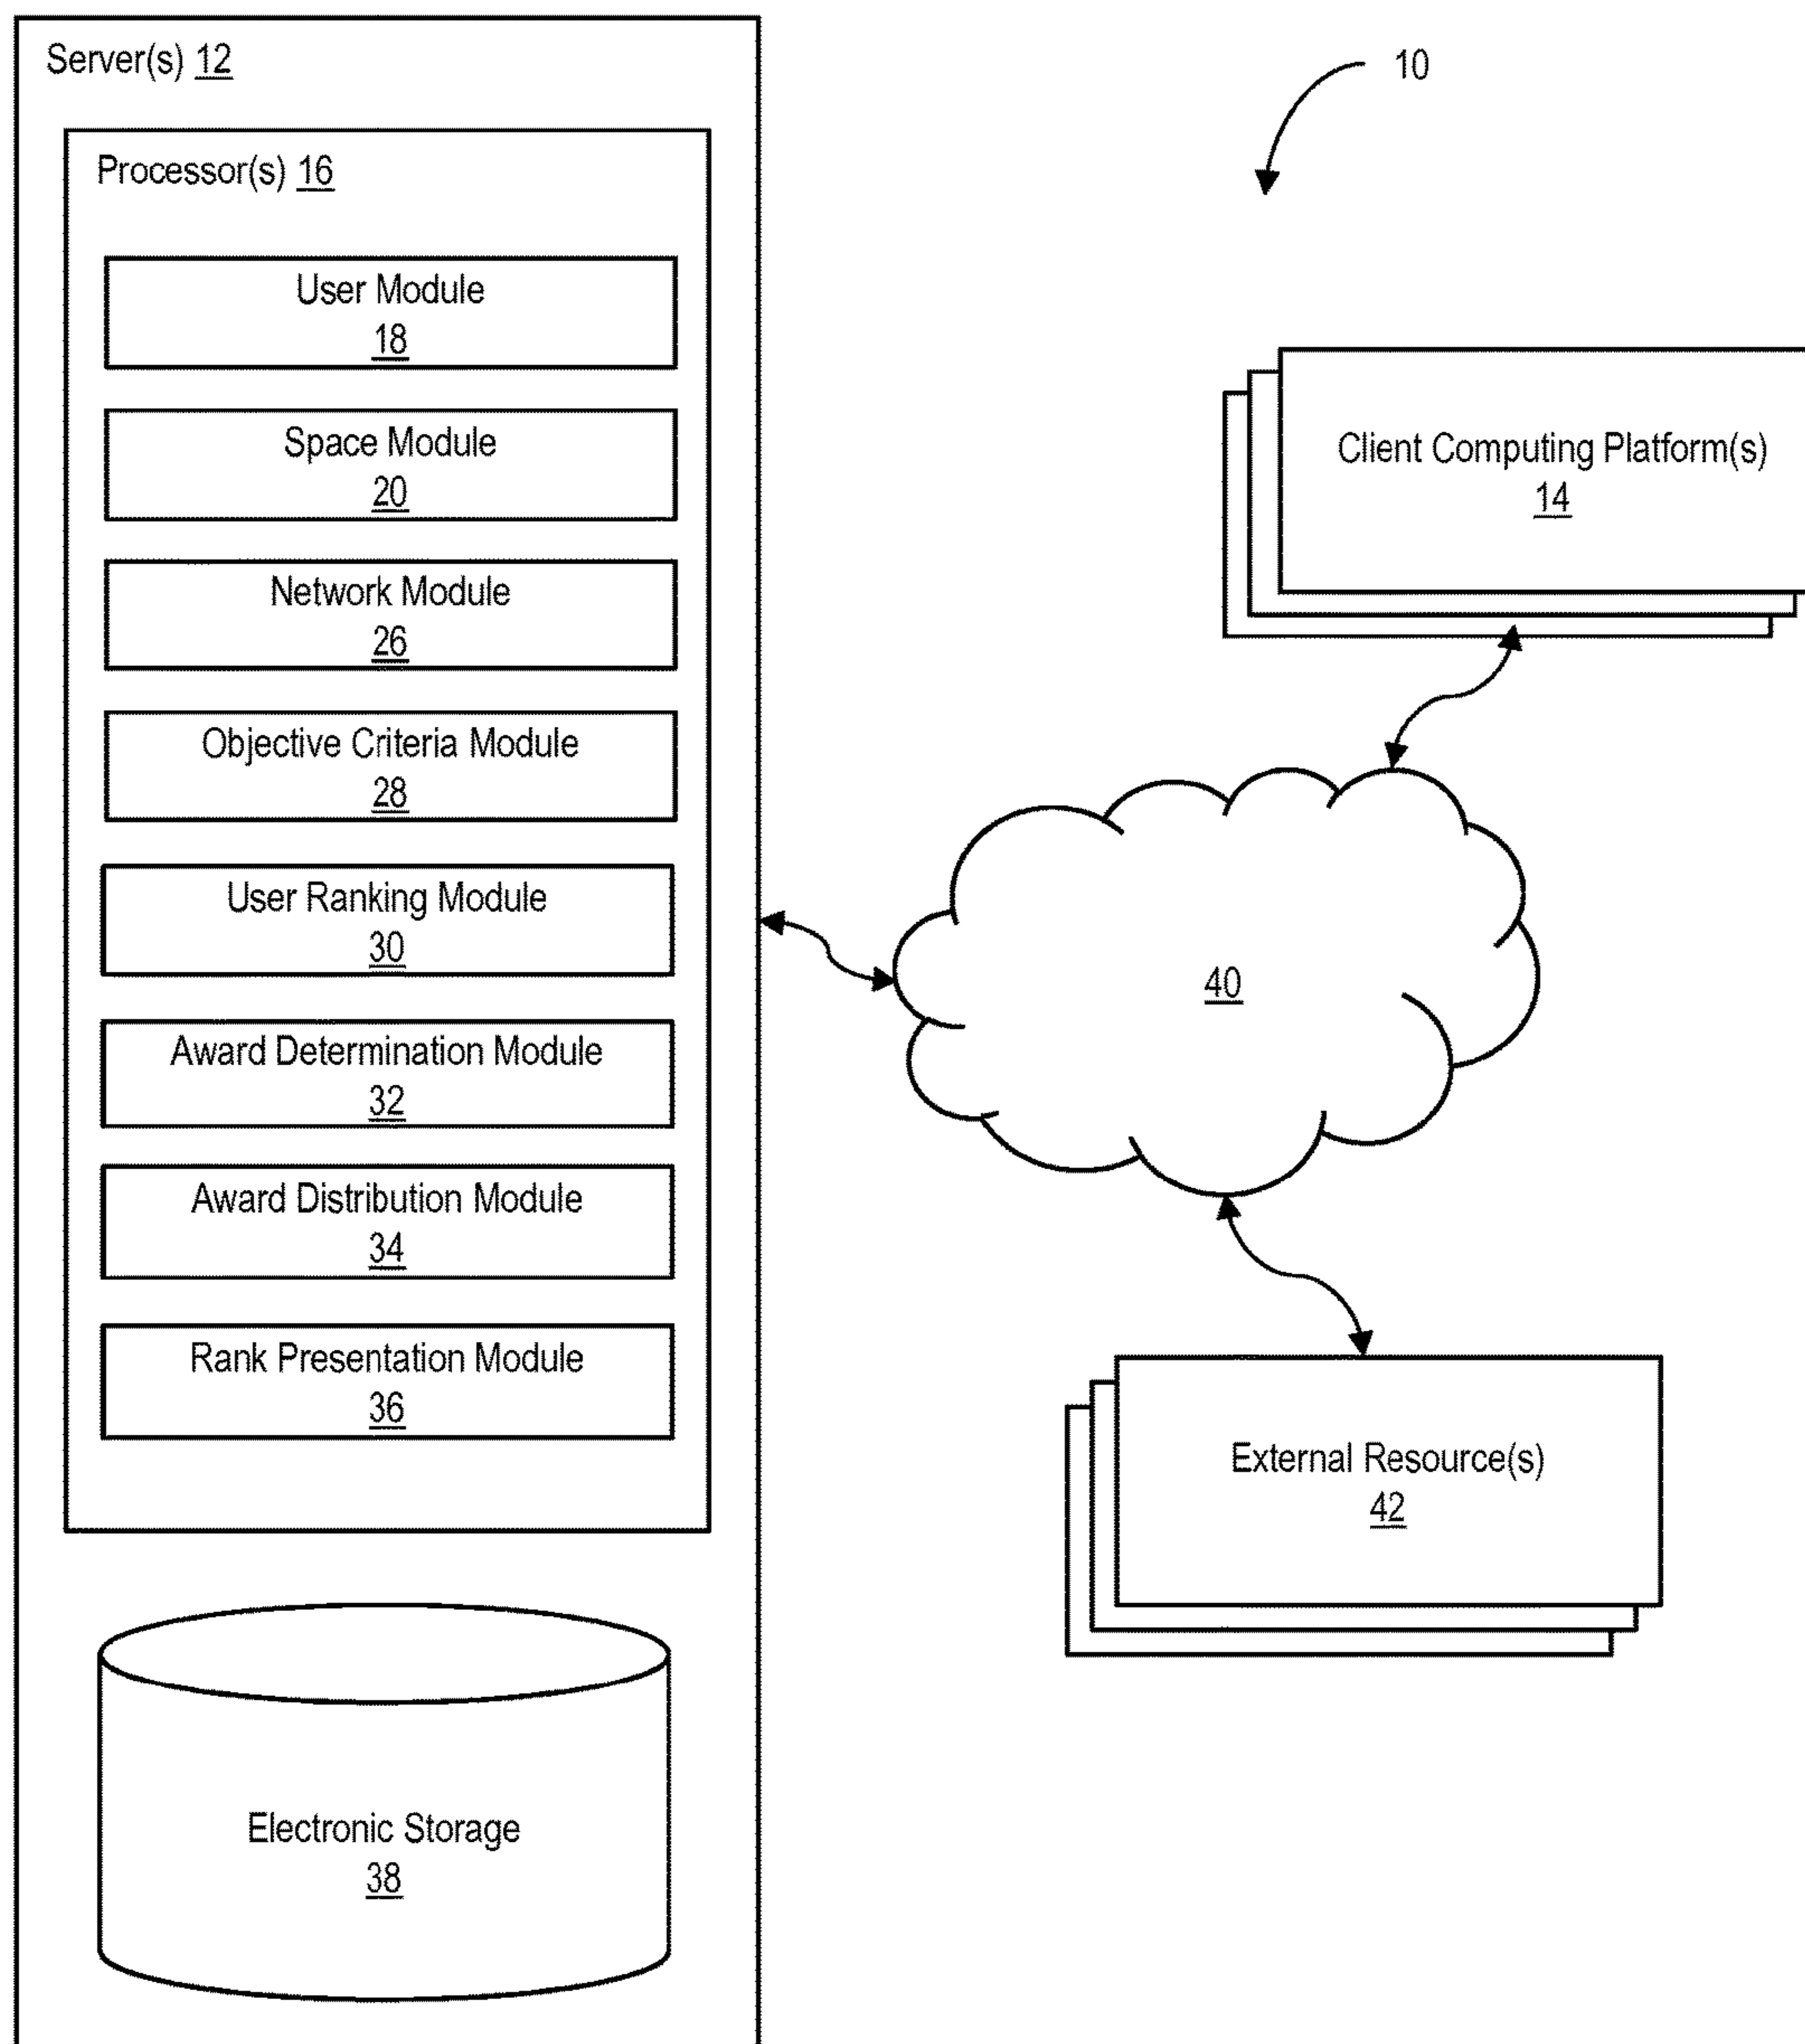 Server(s) 12
10
Processor(s) 16
User Module
18
Space Module
20
Network Module
26
Objective Criteria Module
28
User Ranking Module
30
Award Determination Module
32
Award Distribution Module
34
Rank Presentation Module
36
Electronic Storage
38
Client Computing Platform(s)
14
40
External Resource(s)
42